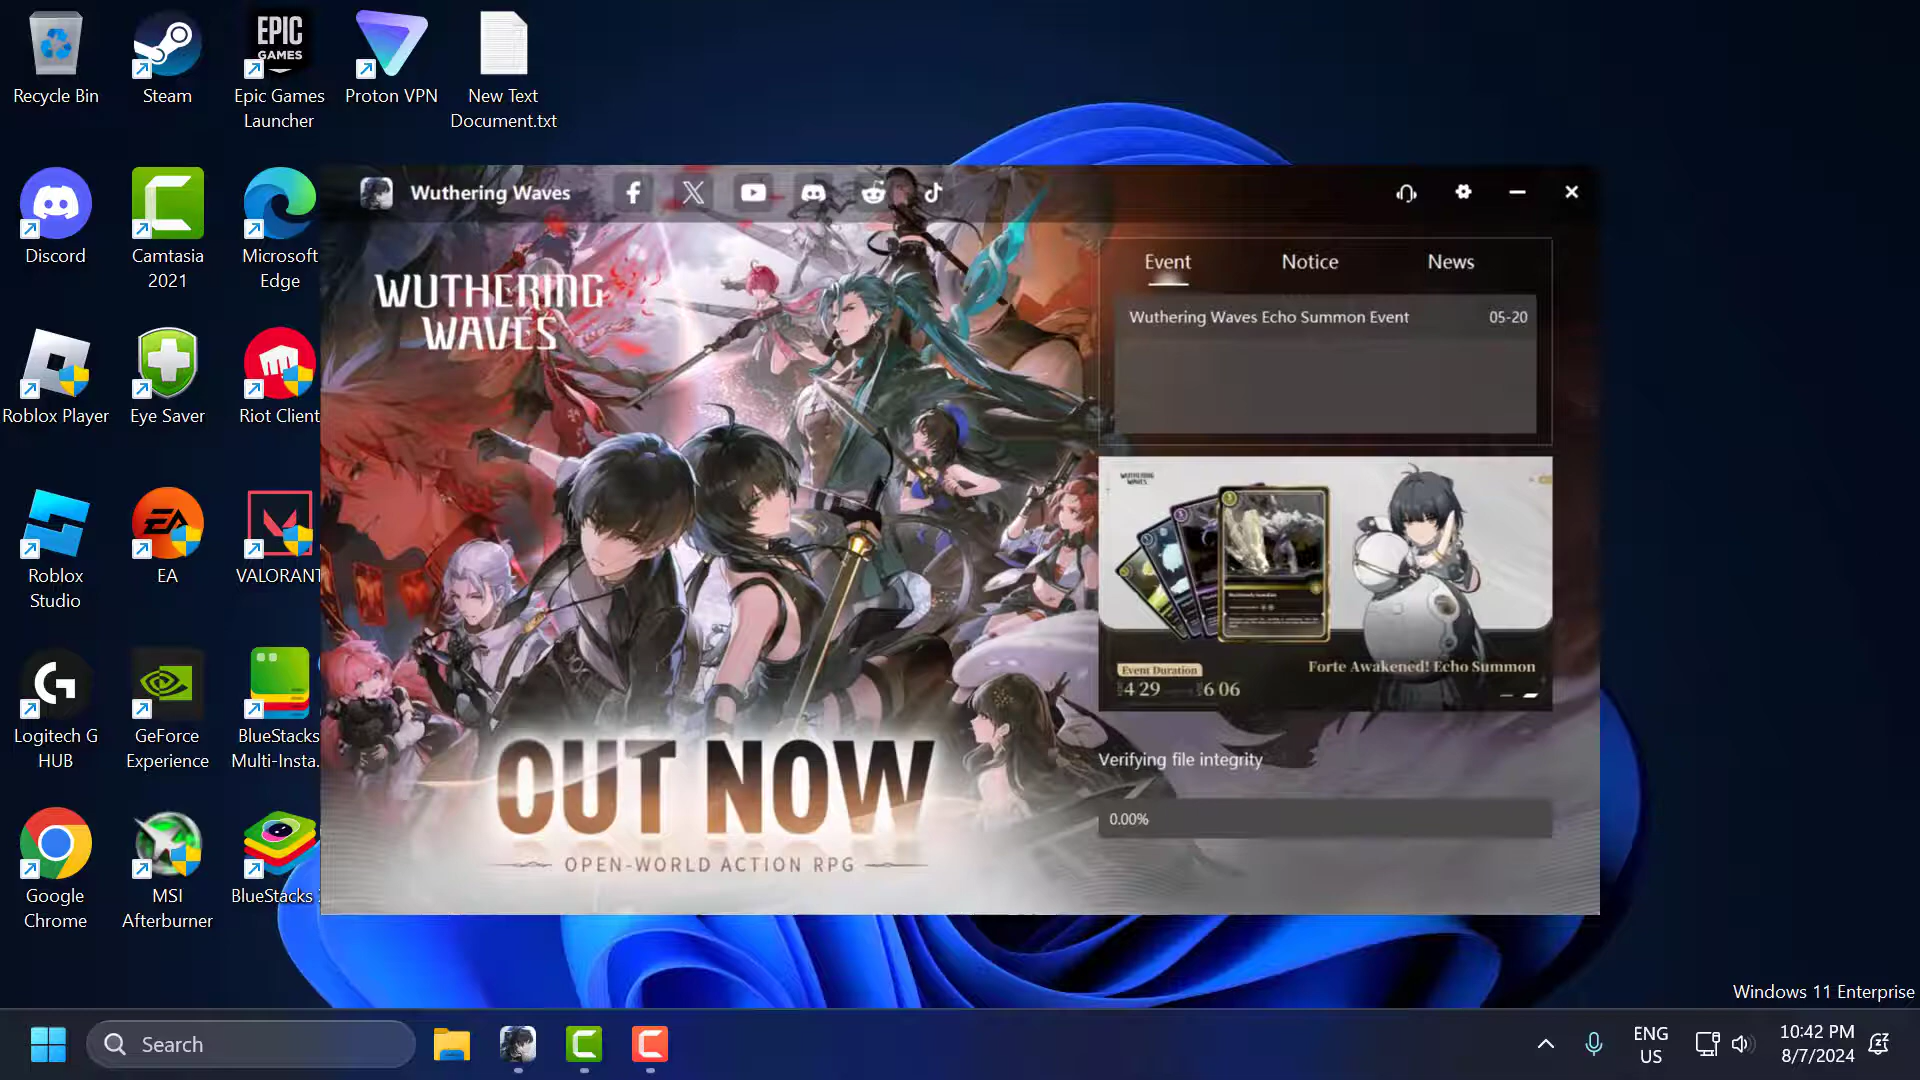 Recycle Bin
Steam
EPIC
GAMES
Epic Games
Launcher
Proton VPN
New Text
Document.txt
Discord
Camtasia
2021
Microsoft
Edge
Roblox Player
Eye Saver
Riot Client
Roblox
Studio
EA
EA
VALORANT
Logitech G
HUB
GeForce
Experience
BlueStacks
Multi-Insta...
Google
Chrome
MSI
Afterburner
BlueStacks
Wuthering Waves
WUTHERING
WAVES
OUT NOW
OPEN-WORLD ACTION RPG
Event
Notice
News
Wuthering Waves Echo Summon Event
05-20
WUTHERING
WAVES
Event Duration
4 29
6 06
Forte Awakened! Echo Summon
Verifying file integrity
0.00%
Windows 11 Enterprise
Search
ENG
US
10:42 PM
8/7/2024